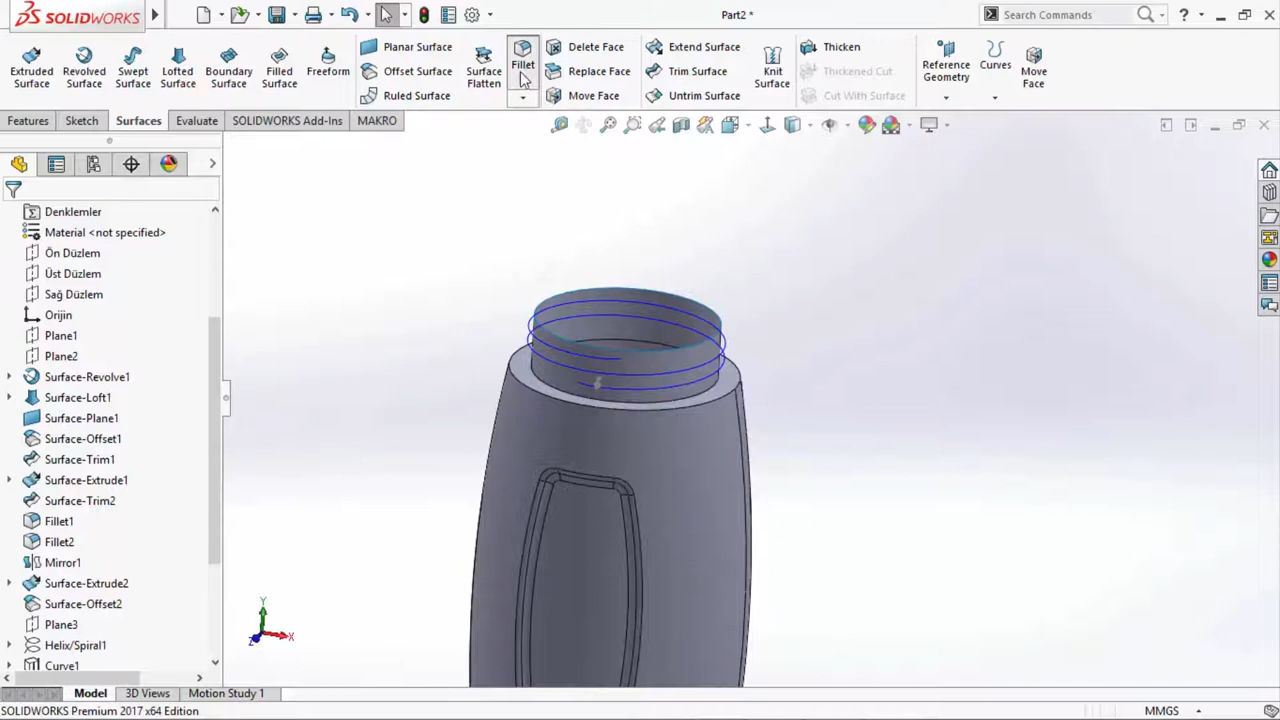 SOLIDWORKS
Part2 *
Search Commands
?
Extruded Surface
Revolved Surface
Swept Surface
Lofted Surface
Boundary Surface
Filled Surface
Freeform
Planar Surface
Offset Surface
Ruled Surface
Surface Flatten
Fillet
Delete Face
Replace Face
Move Face
Extend Surface
Trim Surface
Untrim Surface
Knit Surface
Thicken
Thickened Cut
Cut With Surface
Reference Geometry
Curves
Move Face
Features
Sketch
Surfaces
Evaluate
SOLIDWORKS Add-Ins
MAKRO
Denklemler
Material <not specified>
Ön Düzlem
Üst Düzlem
Sağ Düzlem
Orijin
Plane1
Plane2
Surface-Revolve1
Surface-Loft1
Surface-Plane1
Surface-Offset1
Surface-Trim1
Surface-Extrude1
Surface-Trim2
Fillet1
Fillet2
Mirror1
Surface-Extrude2
Surface-Offset2
Plane3
Helix/Spiral1
Curve1
Y
X
Z
Model
3D Views
Motion Study 1
SOLIDWORKS Premium 2017 x64 Edition
MMGS